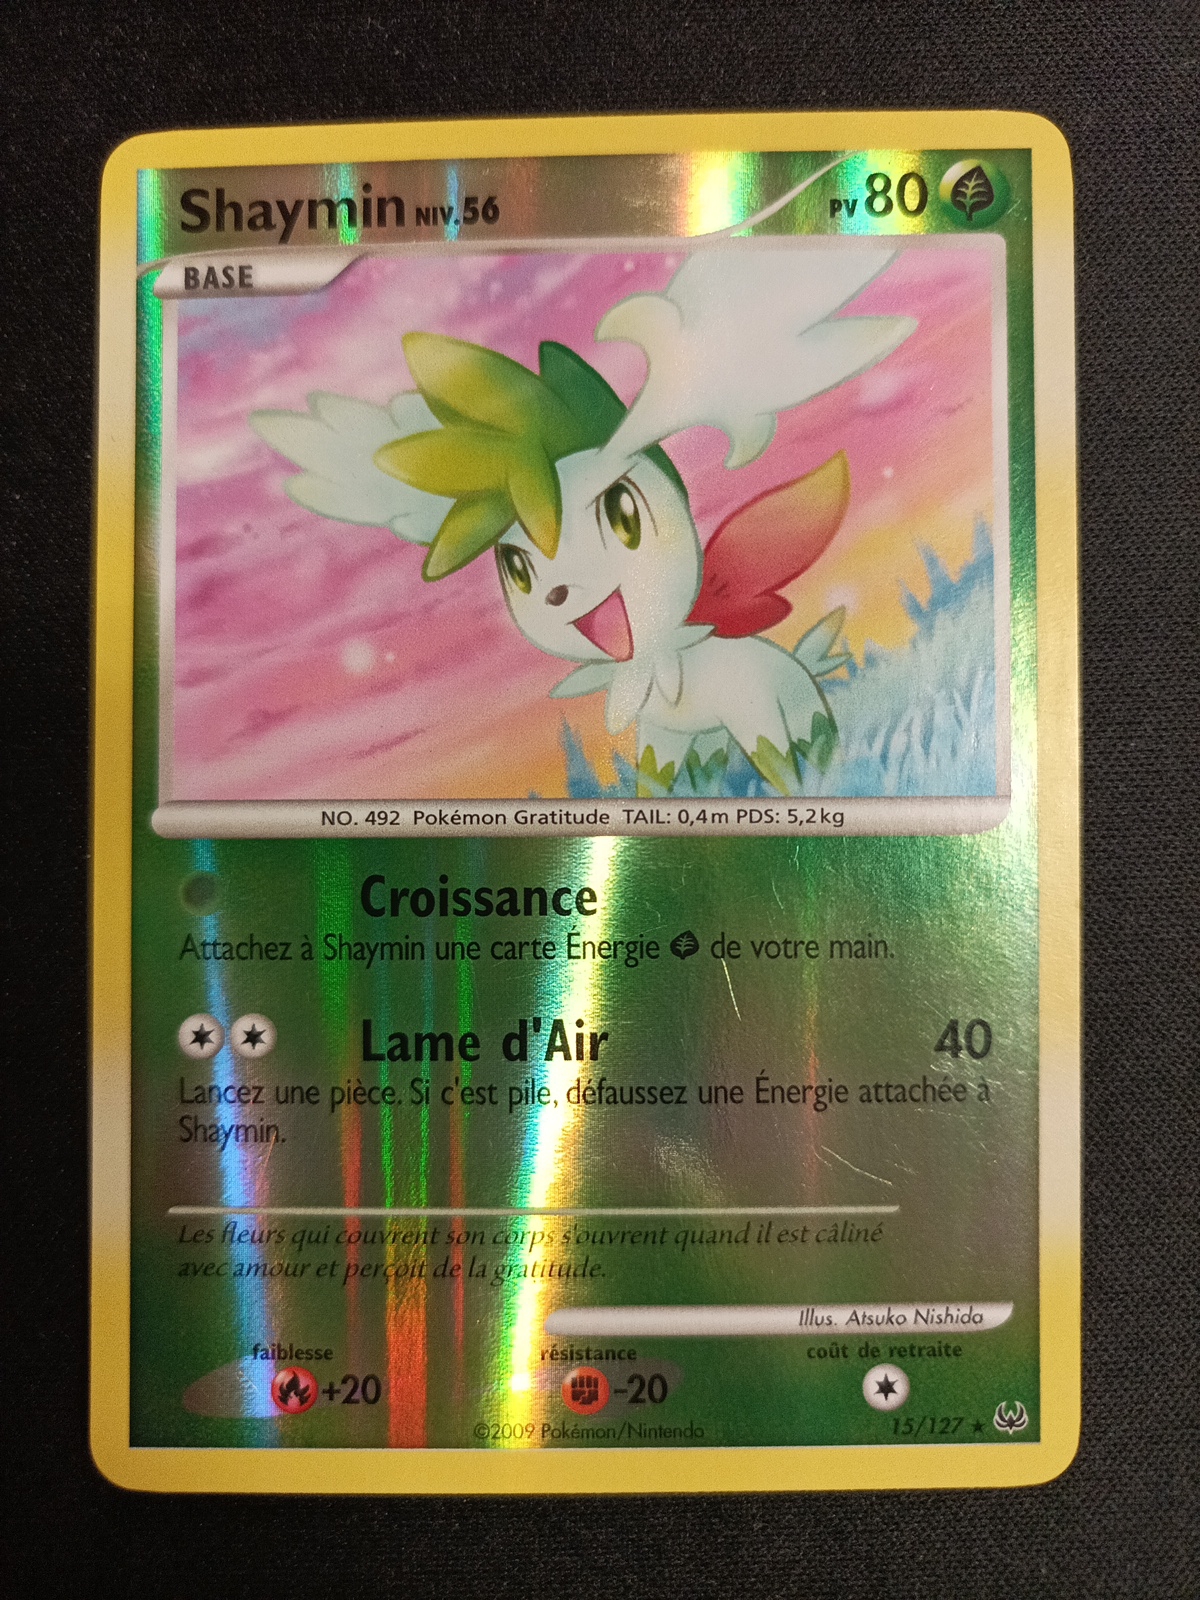 Shaymin NIV.56
PV 80
BASE
NO. 492 Pokémon Gratitude TAIL: 0,4m PDS: 5,2kg
Croissance
Attachez à Shaymin une carte Énergie de votre main.
Lame d'Air 40
Lancez une pièce. Si c'est pile, défaussez une Énergie attachée à
Shaymin.
Les fleurs qui couvrent son corps s'ouvrent quand il est câliné
avec amour et perçoit de la gratitude.
Illus. Atsuko Nishida
faiblesse résistance coût de retraite
+20 -20
©2009 Pokémon/Nintendo 15/127 ★